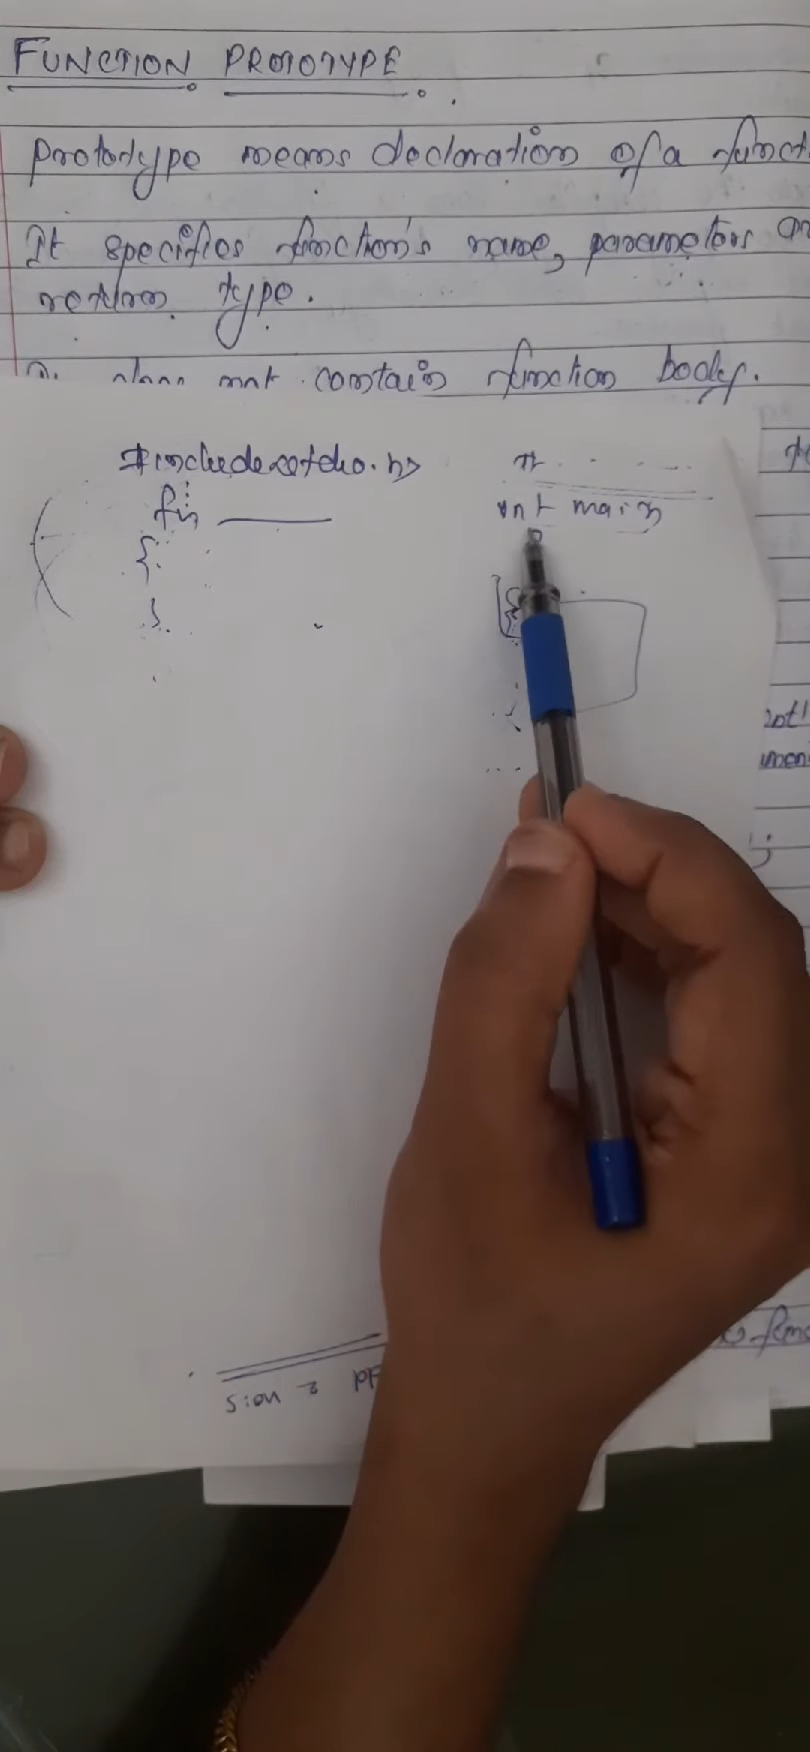 FUNCTION PROTOTYPE
Prototype means declaration of a funct
It specifies function's name, parameters an
return type.
not contain function body.
#include<stdio.h>
fn
{
}
int main
{